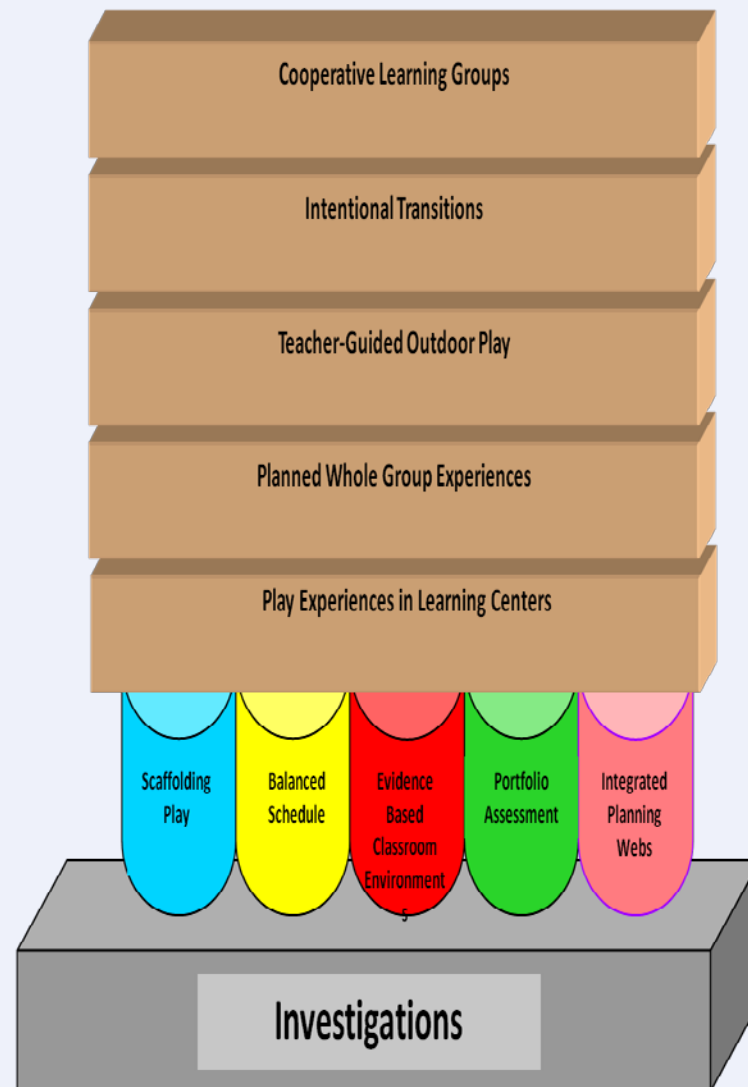 Cooperative Learning Groups
Intentional Transitions
Teacher-Guided Outdoor Play
Planned Whole Group Experiences
Play Experiences in Learning Centers
Scaffolding
Play
Balanced
Schedule
Evidence
Based
Classroom
Environment
s
Portfolio
Assessment
Integrated
Planning
Webs
Investigations